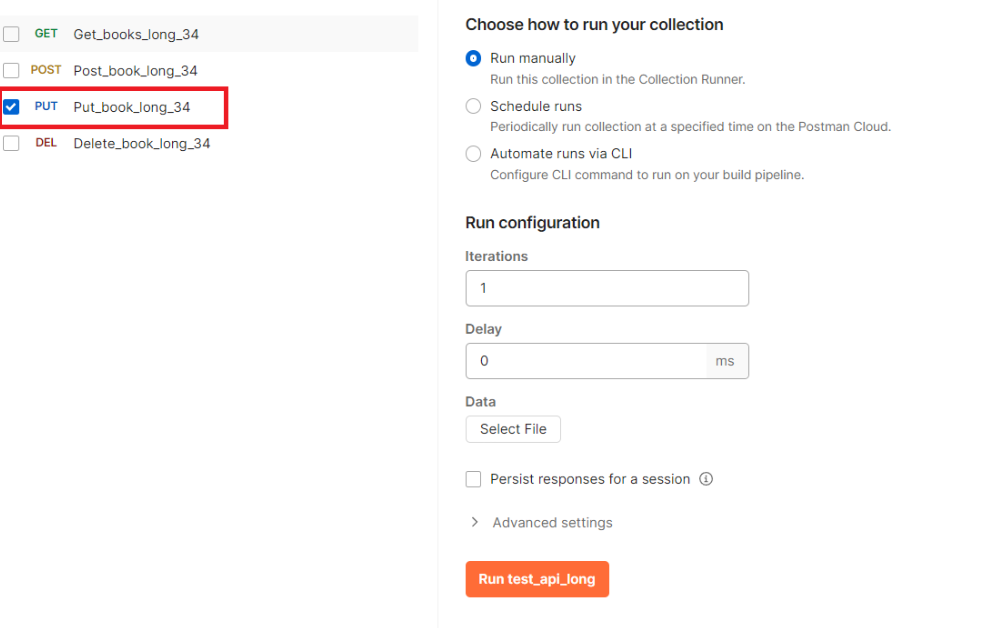 GET Get_books_long_34
POST Post_book_long_34
PUT Put_book_long_34
DEL Delete_book_long_34
Choose how to run your collection
Run manually
Run this collection in the Collection Runner.
Schedule runs
Periodically run collection at a specified time on the Postman Cloud.
Automate runs via CLI
Configure CLI command to run on your build pipeline.
Run configuration
Iterations
1
Delay
0 ms
Data
Select File
Persist responses for a session
Advanced settings
Run test_api_long